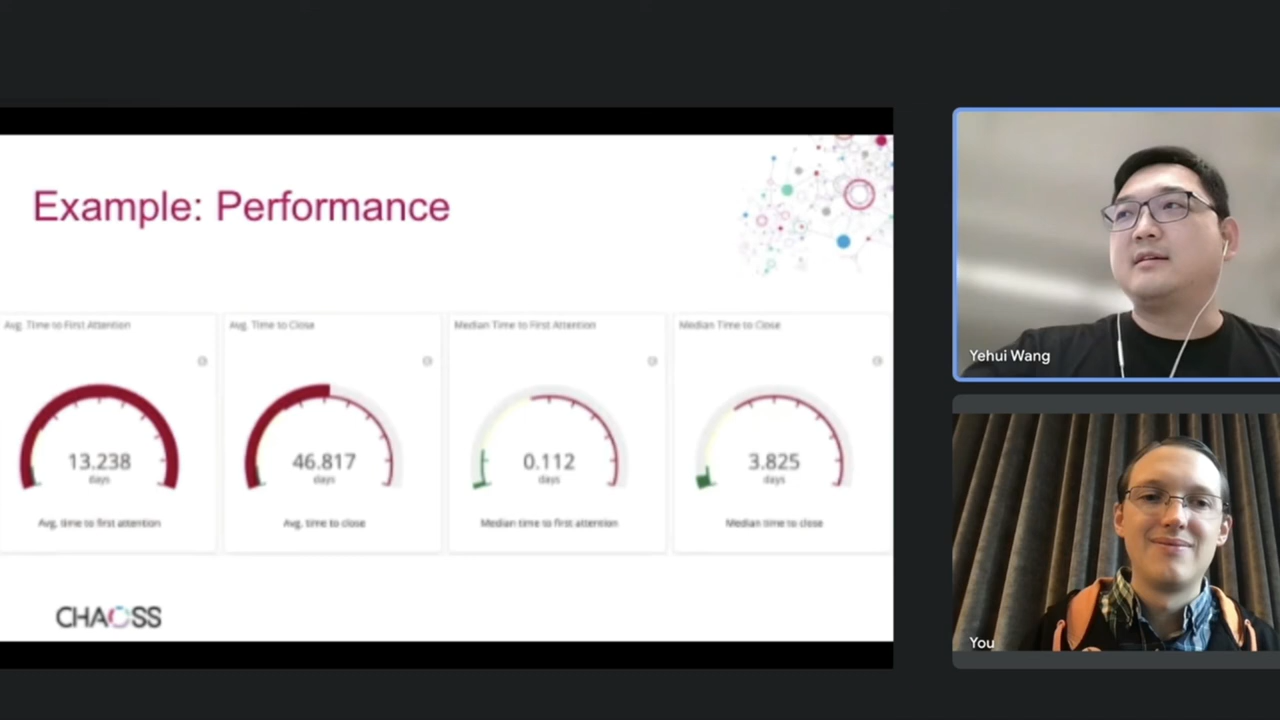 Example: Performance
Avg. Time to First Attention
Avg. Time to Close
Median Time to First Attention
Median Time to Close
13.238
days
46.817
days
0.112
days
3.825
days
Avg. time to first attention
Avg. time to close
Median time to first attention
Median time to close
CHAOSS
Yehui Wang
You